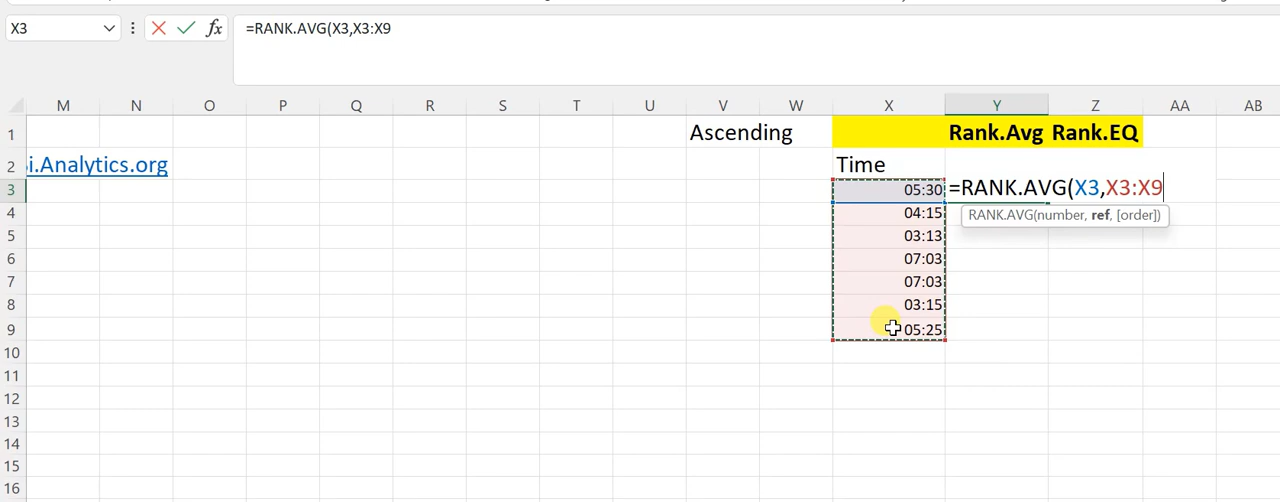 X3 fx =RANK.AVG(X3,X3:X9
M N O P Q R S T U V W X Y Z AA AB
1 Ascending Rank.Avg Rank.EQ
2 i.Analytics.org Time
3 05:30 =RANK.AVG(X3,X3:X9
4 04:15 RANK.AVG(number, ref, [order])
5 03:13
6 07:03
7 07:03
8 03:15
9 05:25
10
11
12
13
14
15
16